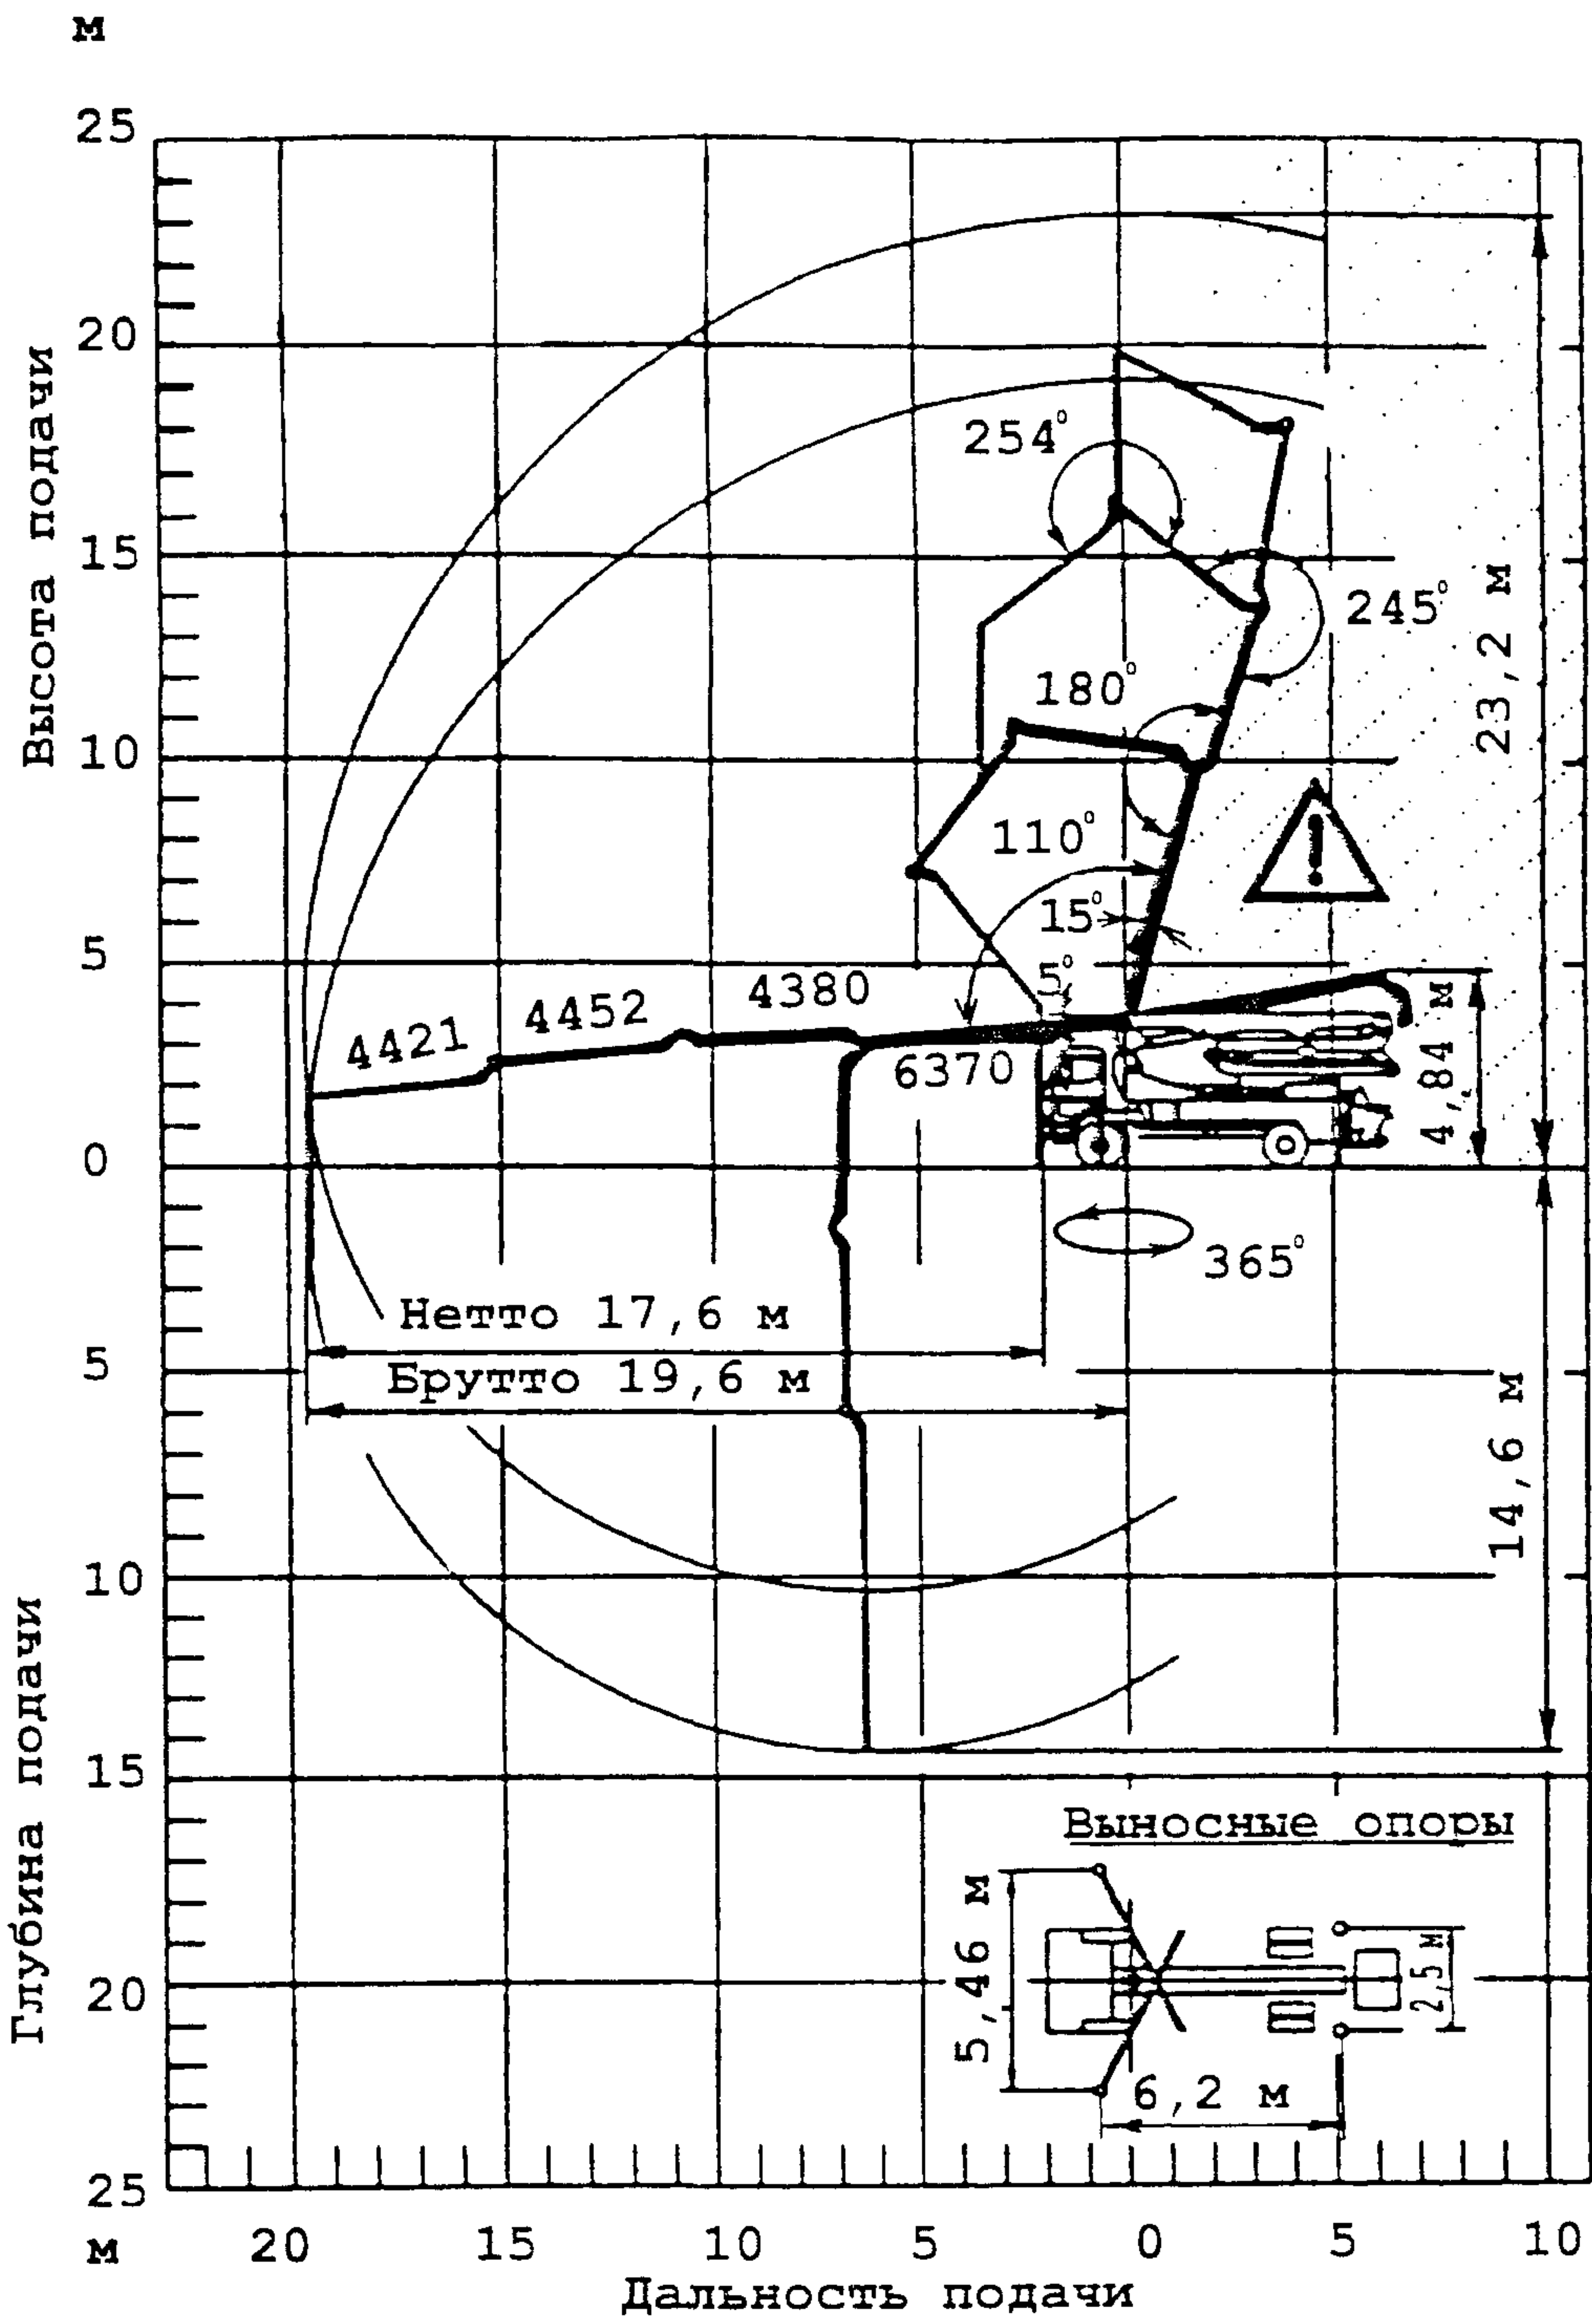 м
25
20
15
10
5
0
5
10
15
20
25
м
Высота подачи
Глубина подачи
254°
245°
180°
110°
15°
5°
4421
4452
4380
6370
23,2 м
4,84 м
!
365°
Нетто 17,6 м
Брутто 19,6 м
14,6 м
Выносные опоры
5,46 м
2,5 м
6,2 м
20
15
10
5
0
5
10
Дальность подачи